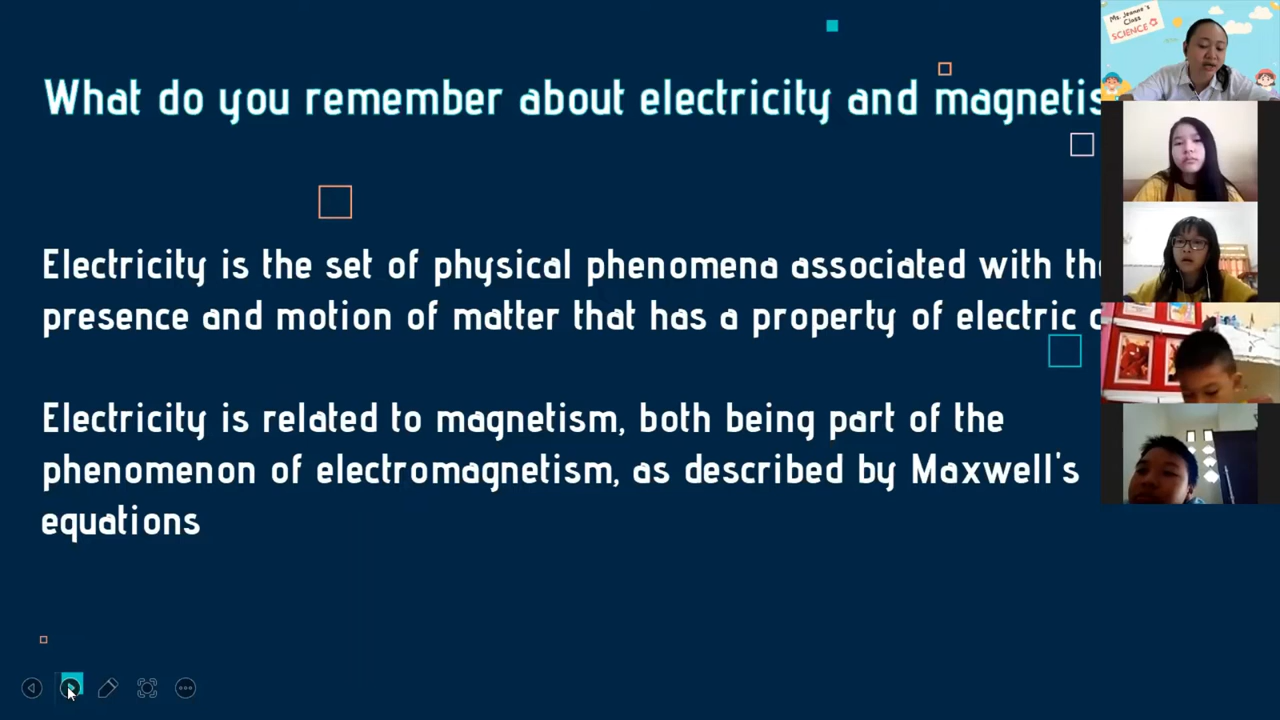 What do you remember about electricity and magnetis
Electricity is the set of physical phenomena associated with the
presence and motion of matter that has a property of electric
Electricity is related to magnetism, both being part of the
phenomenon of electromagnetism, as described by Maxwell's
equations
Ms. Jeanne's
Class
SCIENCE